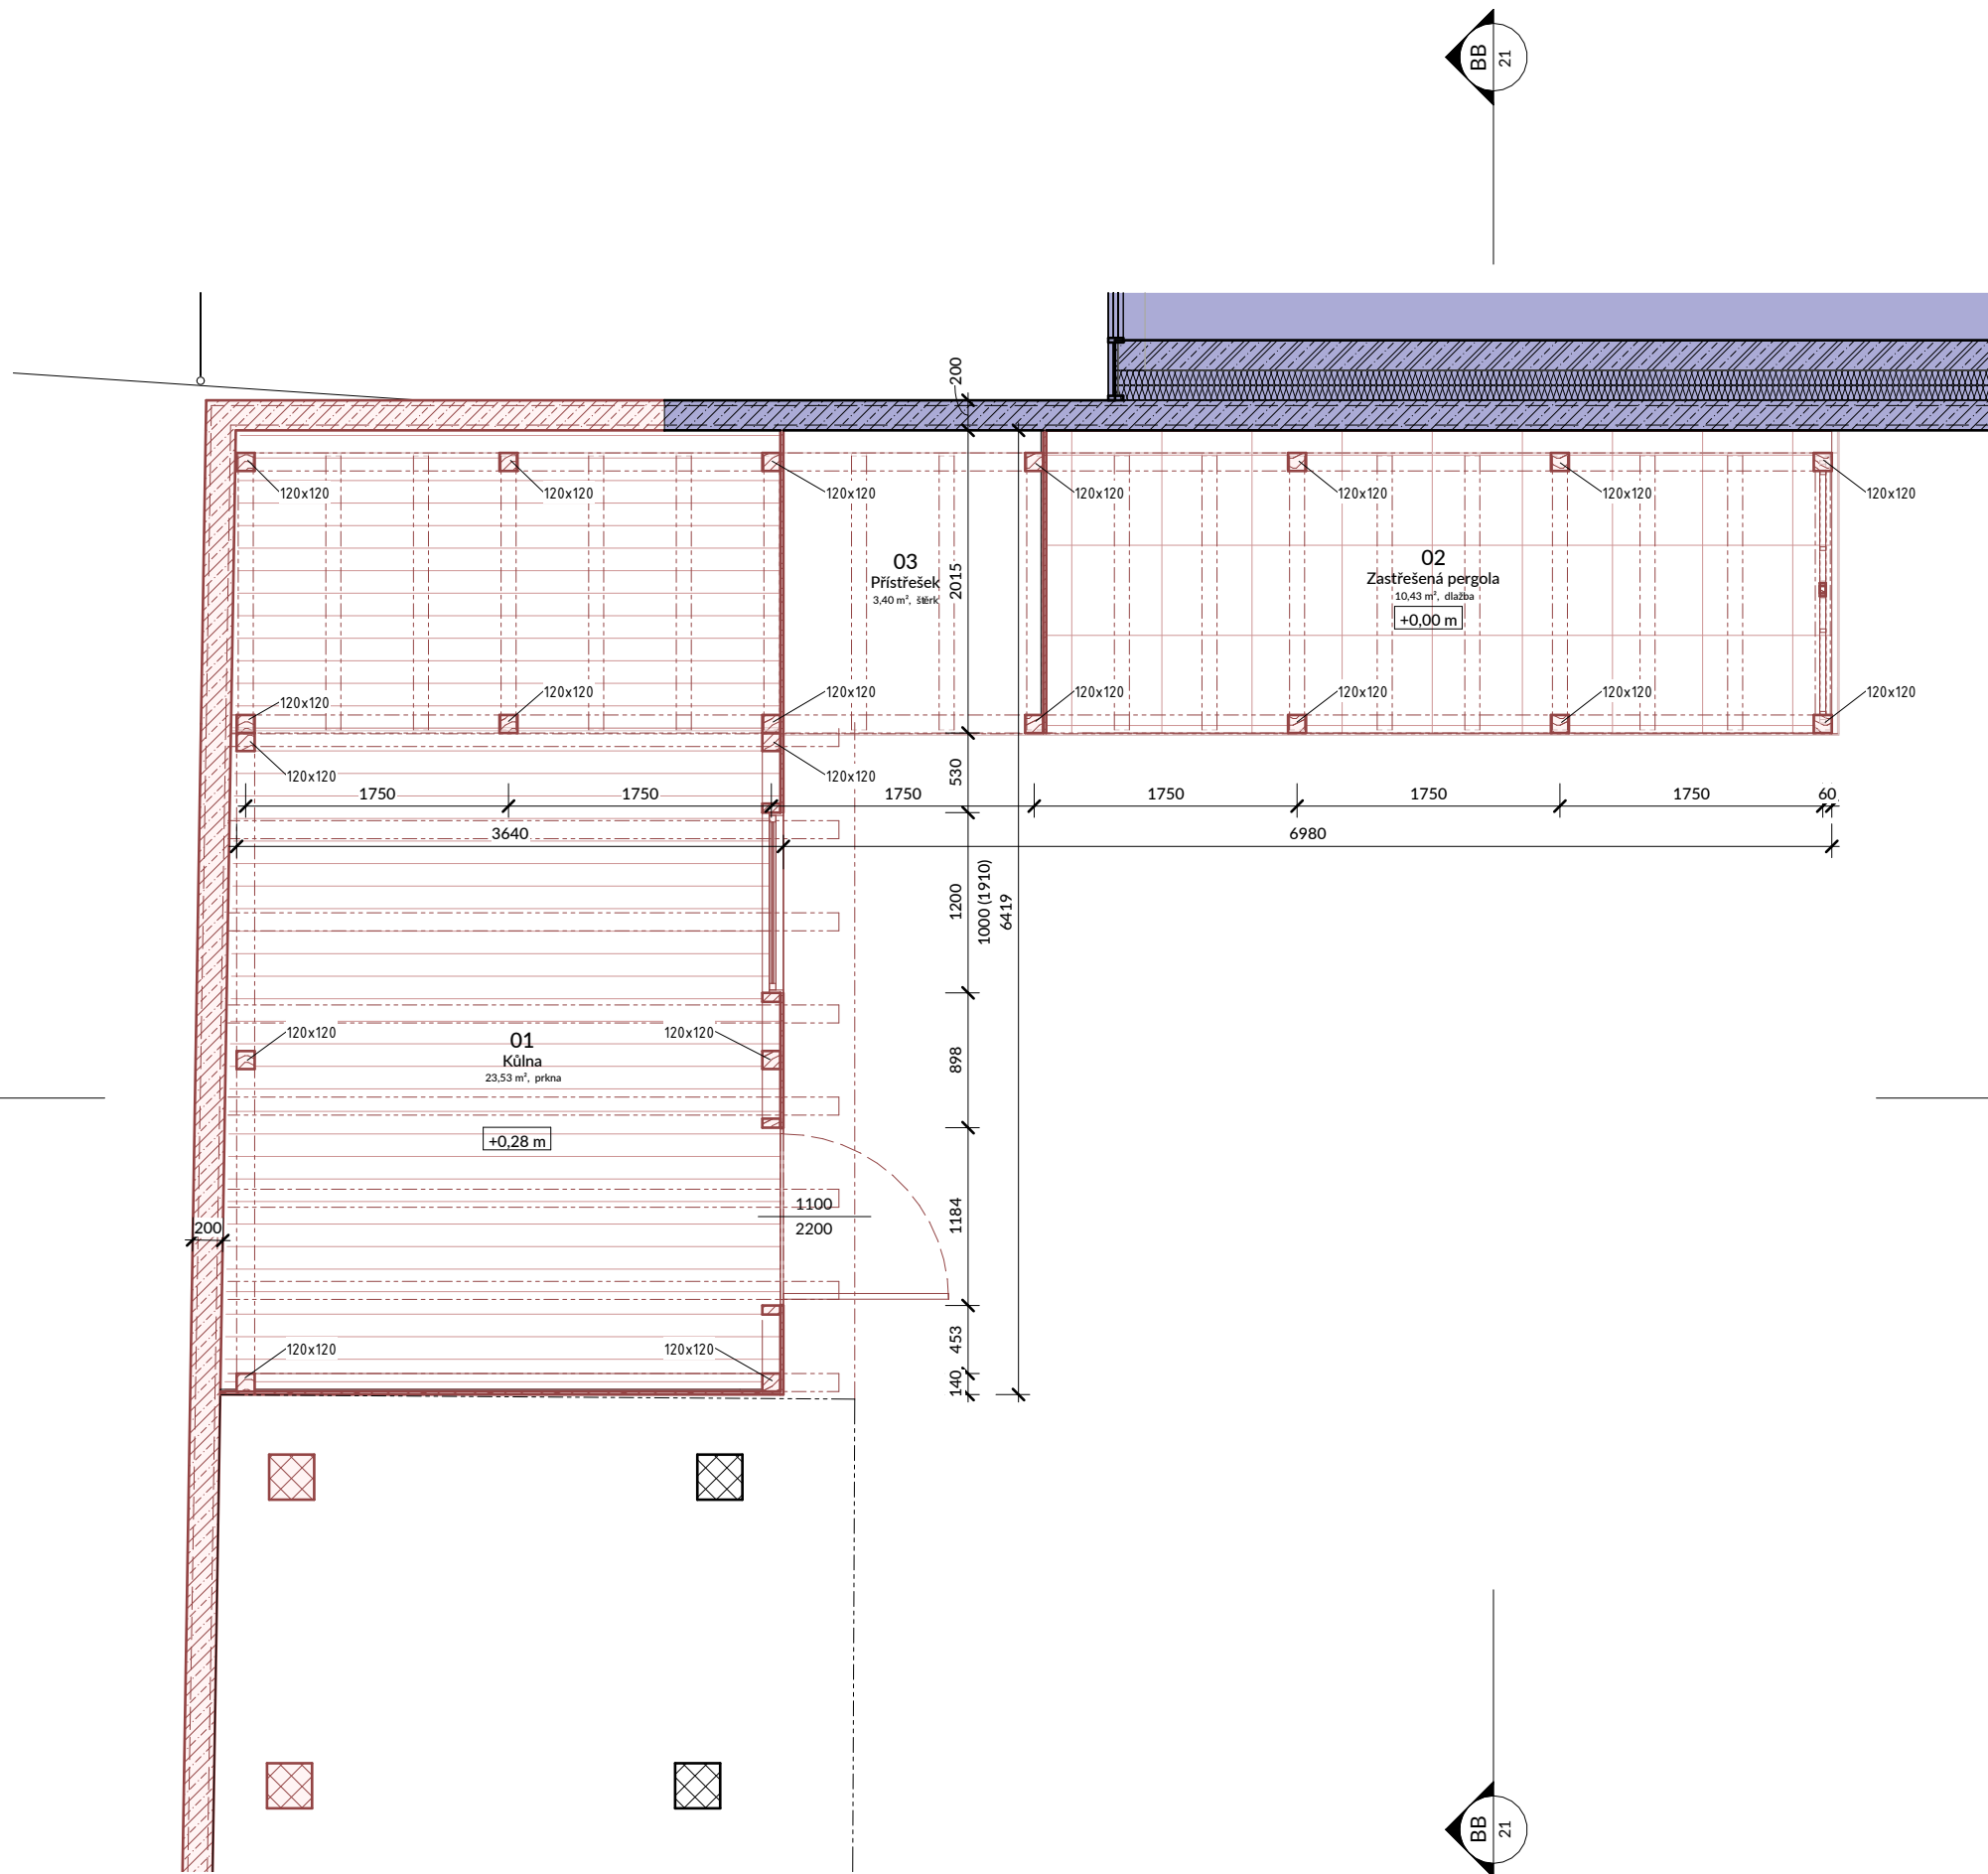 BB
21
200
120x120
120x120
120x120
120x120
120x120
120x120
120x120
03
Přístřešek
3,40 m², štěrk
2015
02
Zastřešená pergola
10,43 m², dlažba
+0,00 m
120x120
120x120
120x120
120x120
120x120
120x120
120x120
120x120
120x120
530
1750
1750
1750
1750
1750
1750
60
3640
6980
1200
1000 (1910)
6419
01
Kůlna
23,53 m², prkna
120x120
120x120
898
+0,28 m
1100
2200
1184
200
120x120
120x120
453
140
BB
21